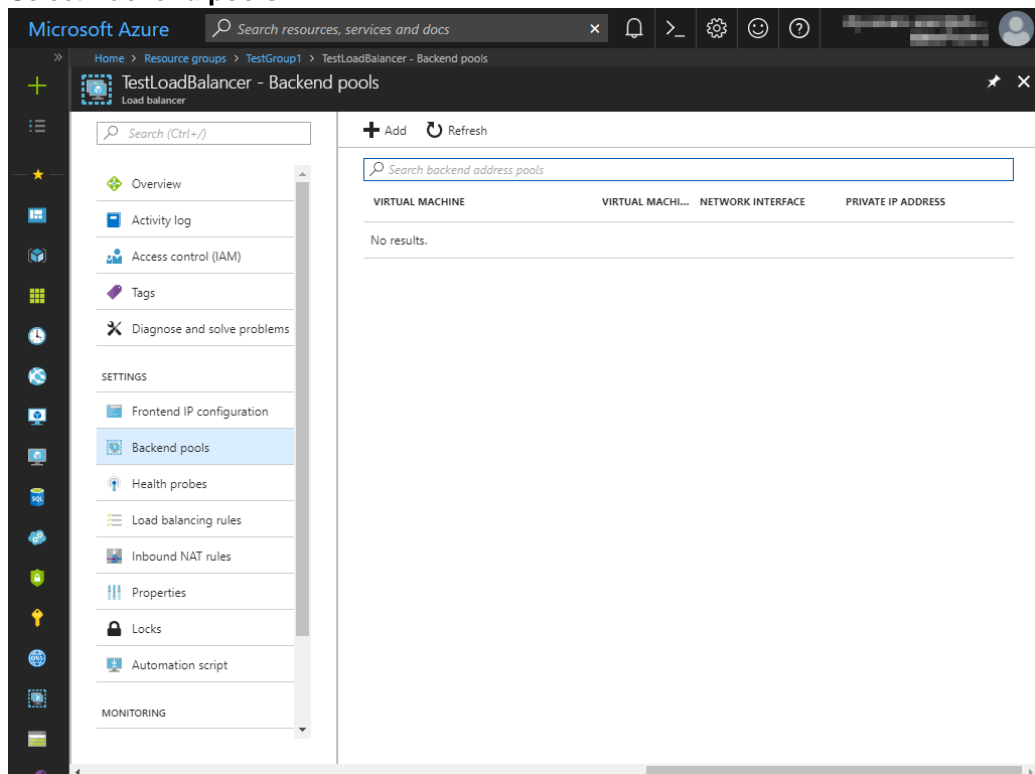 Microsoft Azure
Search resources, services and docs
Home > Resource groups > TestGroup1 > TestLoadBalancer - Backend pools
TestLoadBalancer - Backend pools
Load balancer
Search (Ctrl+/)
Overview
Activity log
Access control (IAM)
Tags
Diagnose and solve problems
SETTINGS
Frontend IP configuration
Backend pools
Health probes
Load balancing rules
Inbound NAT rules
Properties
Locks
Automation script
MONITORING
Add Refresh
Search backend address pools
VIRTUAL MACHINE VIRTUAL MACHI... NETWORK INTERFACE PRIVATE IP ADDRESS
No results.
SQL
DNS